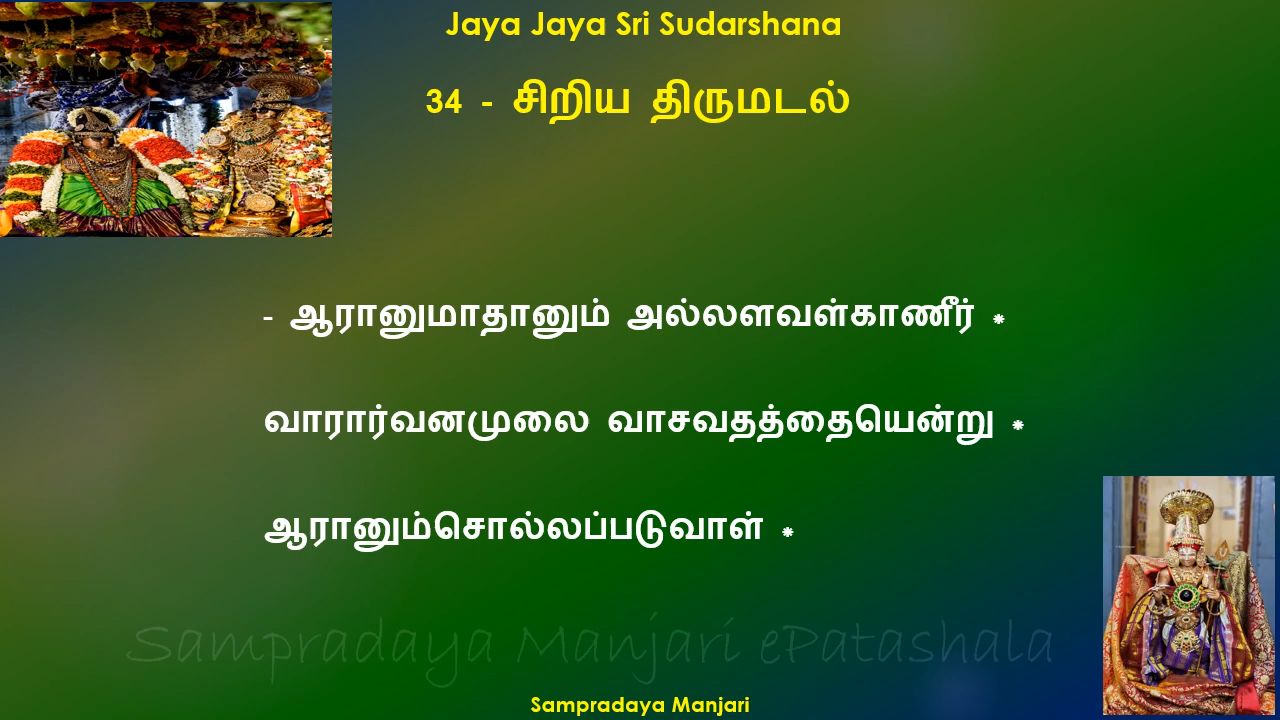 Jaya Jaya Sri Sudarshana
34 - சிறிய திருமடல்
- ஆரானுமாதானும் அல்லளவள்காணீர் *
வாரார்வனமுலை வாசவதத்தையென்று *
ஆரானும்சொல்லப்படுவாள் *
Sampradaya Manjari ePatashala
Sampradaya Manjari